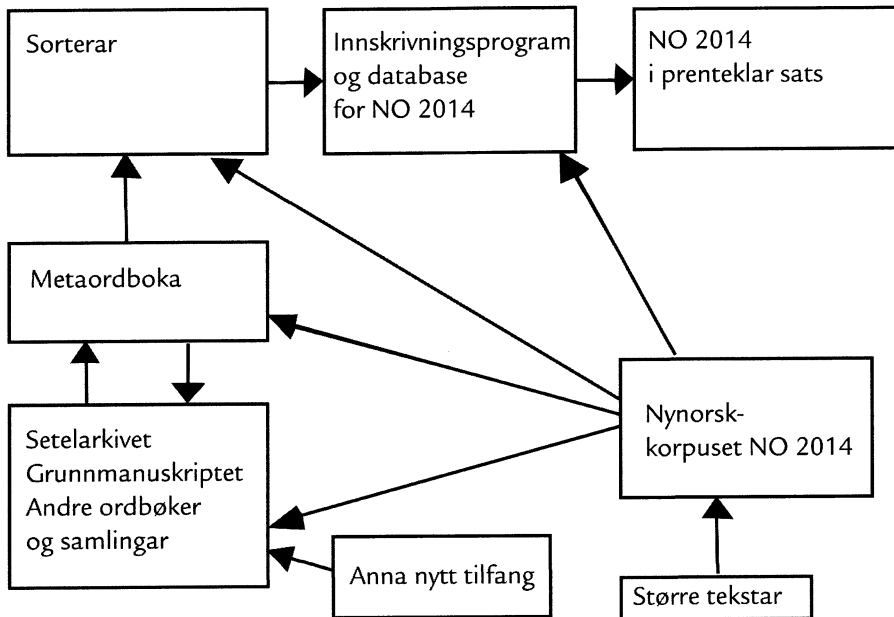 Sorterar
Innskrivningsprogram
og database
for NO 2014
NO 2014
i prenteklar sats
Metaordboka
Setelarkivet
Grunnmanuskriptet
Andre ordbøker
og samlingar
Nynorsk-
korpuset NO 2014
Anna nytt tilfang
Større tekstar